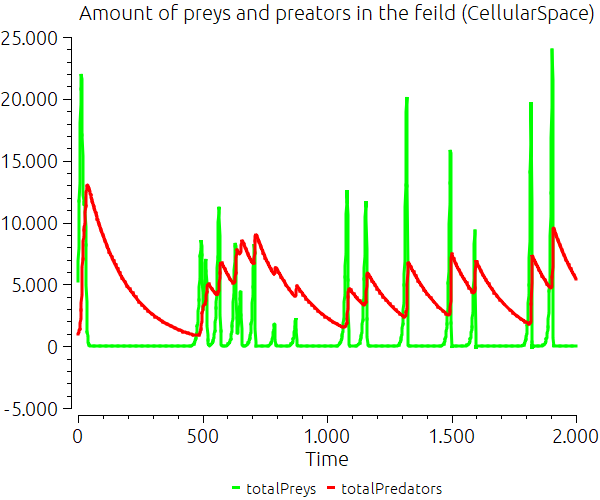 Amount of preys and preators in the feild (CellularSpace)
25.000
20.000
15.000
10.000
5.000
0
-5.000
0 500 1.000 1.500 2.000
Time
totalPreys totalPredators